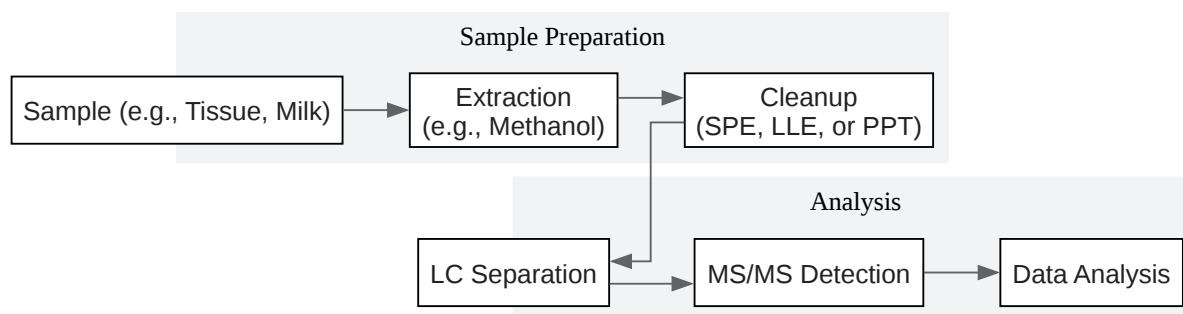 Sample Preparation
Sample (e.g., Tissue, Milk)
Extraction
(e.g., Methanol)
Cleanup
(SPE, LLE, or PPT)
Analysis
LC Separation
MS/MS Detection
Data Analysis